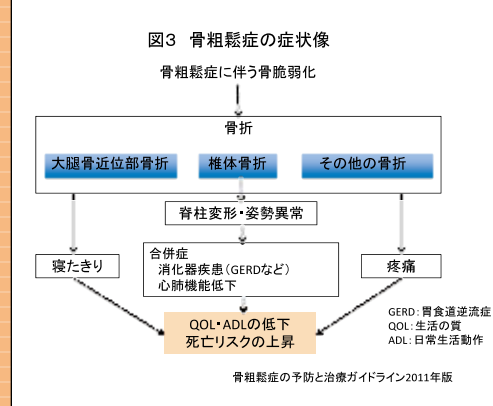 図3 骨粗鬆症の症状像
骨粗鬆症に伴う骨脆弱化
骨折
大腿骨近位部骨折 椎体骨折 その他の骨折
脊柱変形・姿勢異常
寝たきり
合併症
消化器疾患(GERDなど)
心肺機能低下
疼痛
QOL・ADLの低下
死亡リスクの上昇
GERD:胃食道逆流症
QOL:生活の質
ADL:日常生活動作
骨粗鬆症の予防と治療ガイドライン2011年版